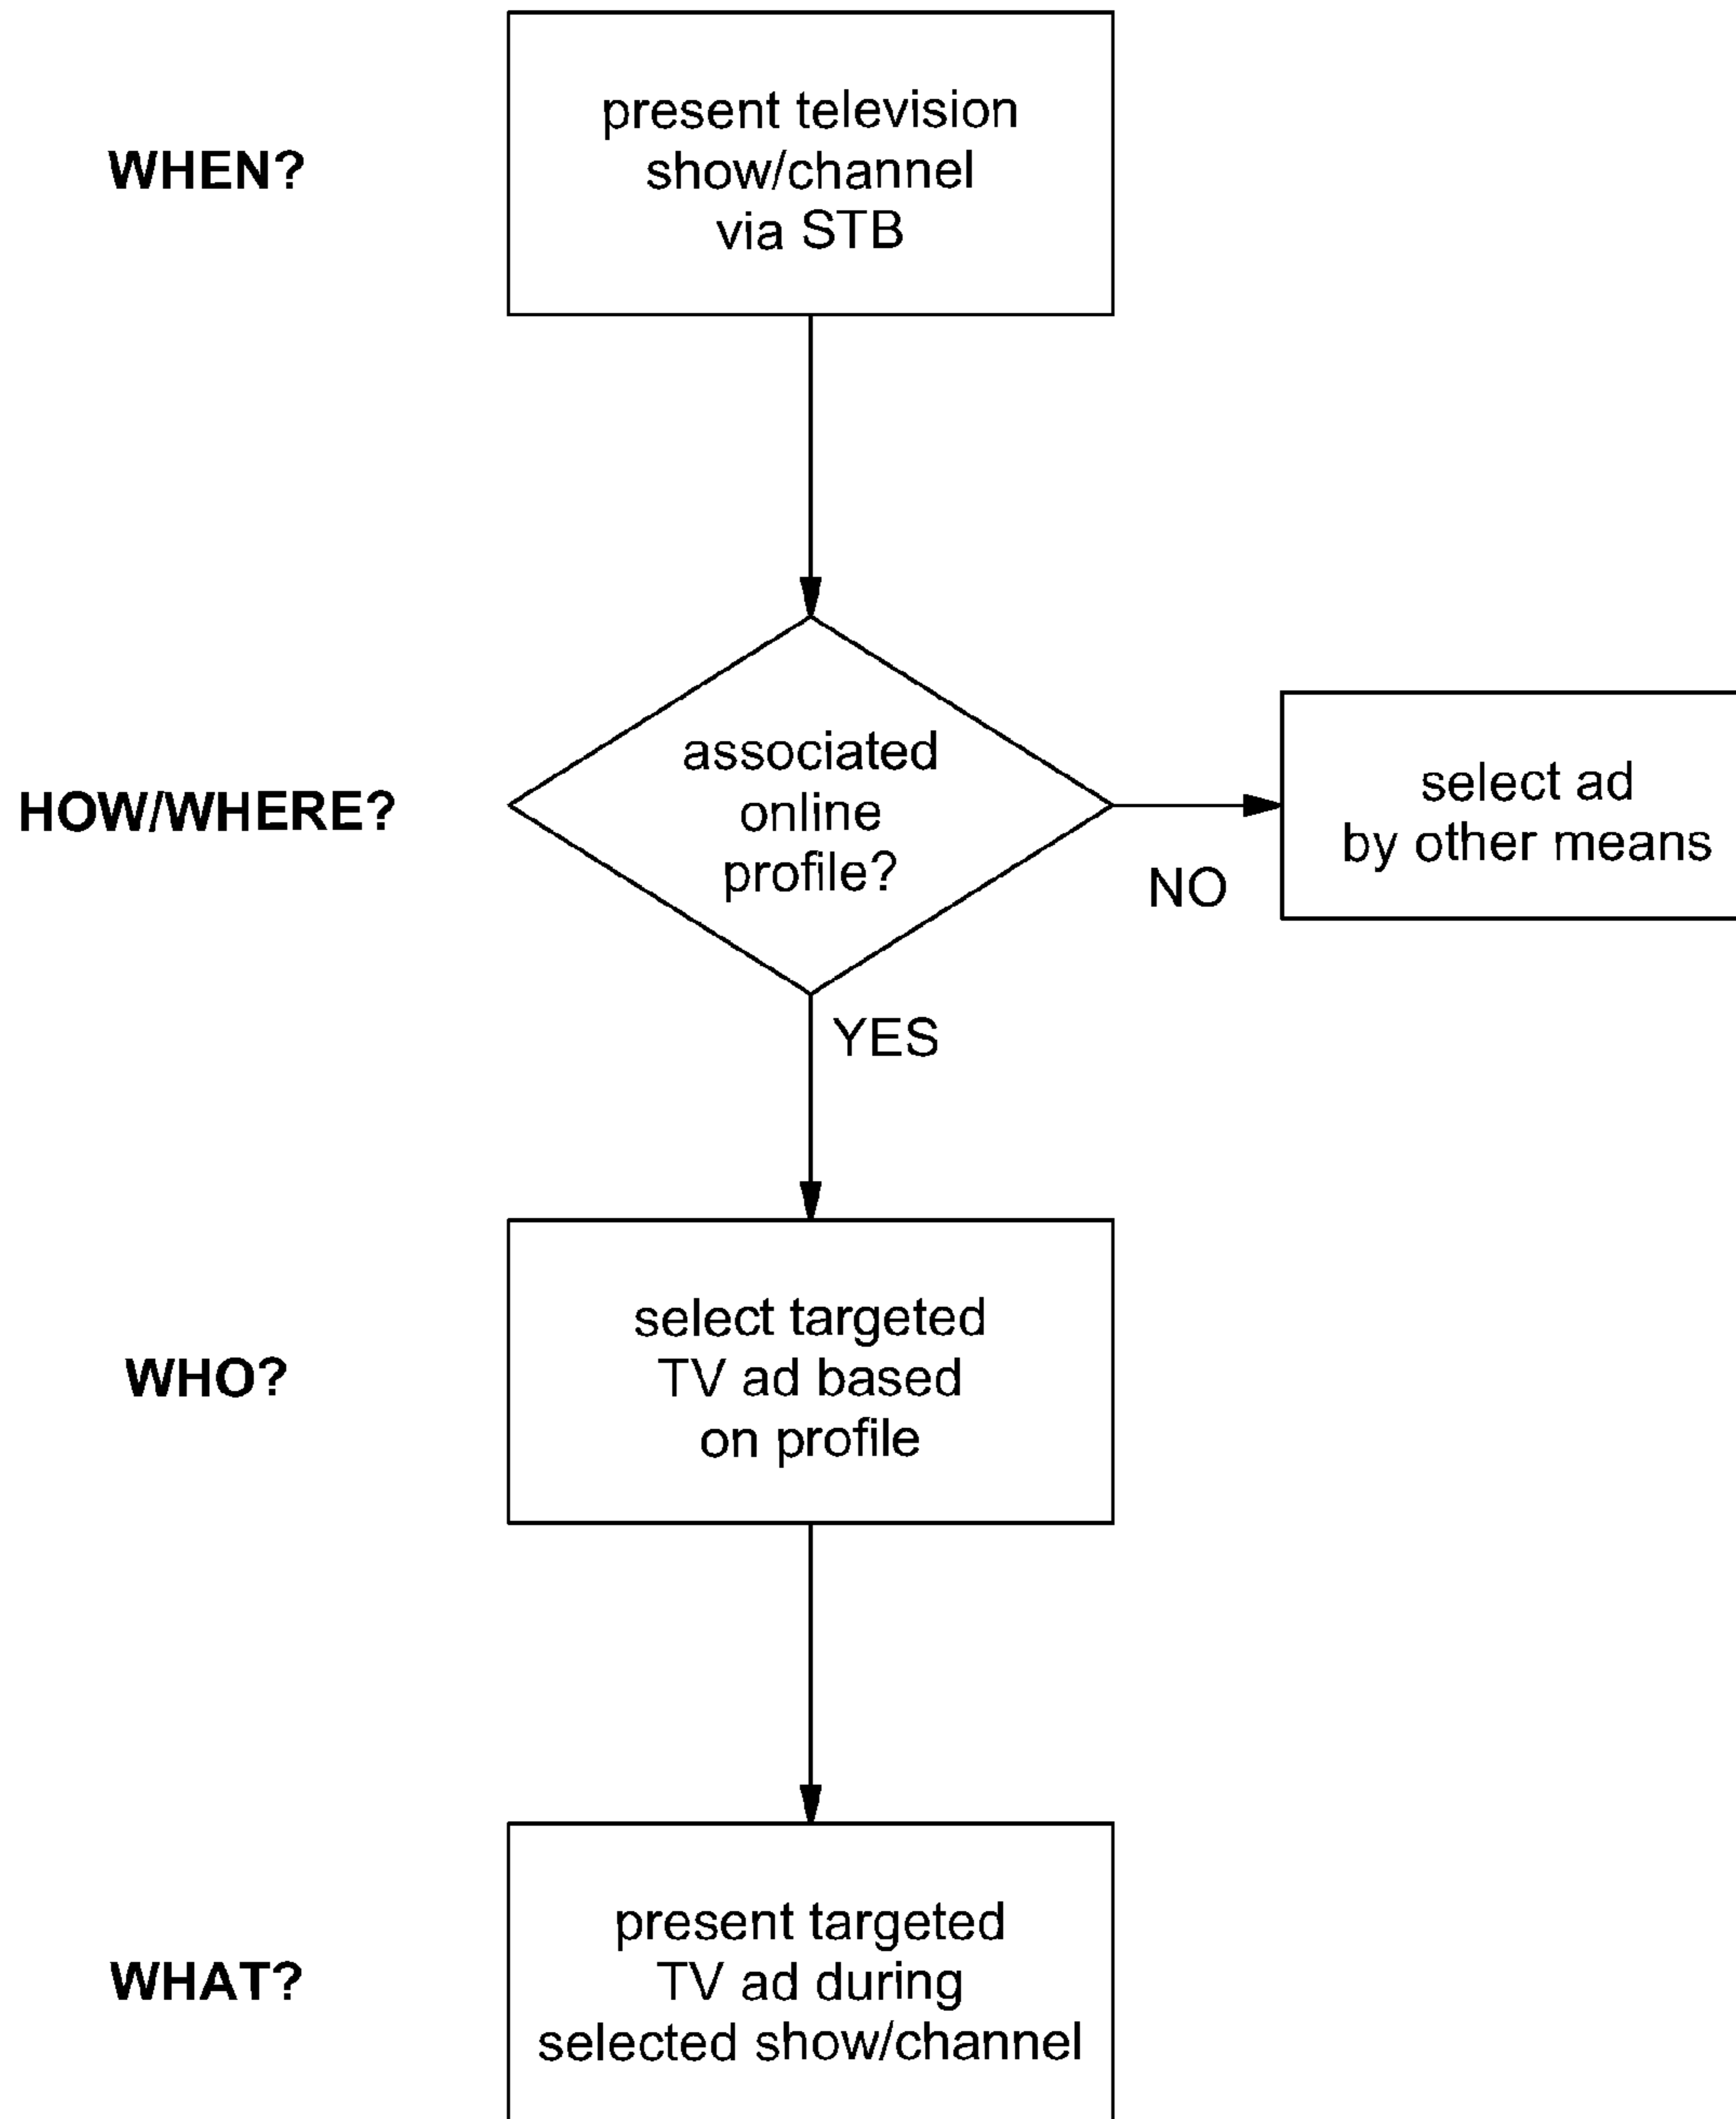 WHEN?
present television
show/channel
via STB
HOW/WHERE?
associated
online
profile?
NO
select ad
by other means
YES
WHO?
select targeted
TV ad based
on profile
WHAT?
present targeted
TV ad during
selected show/channel